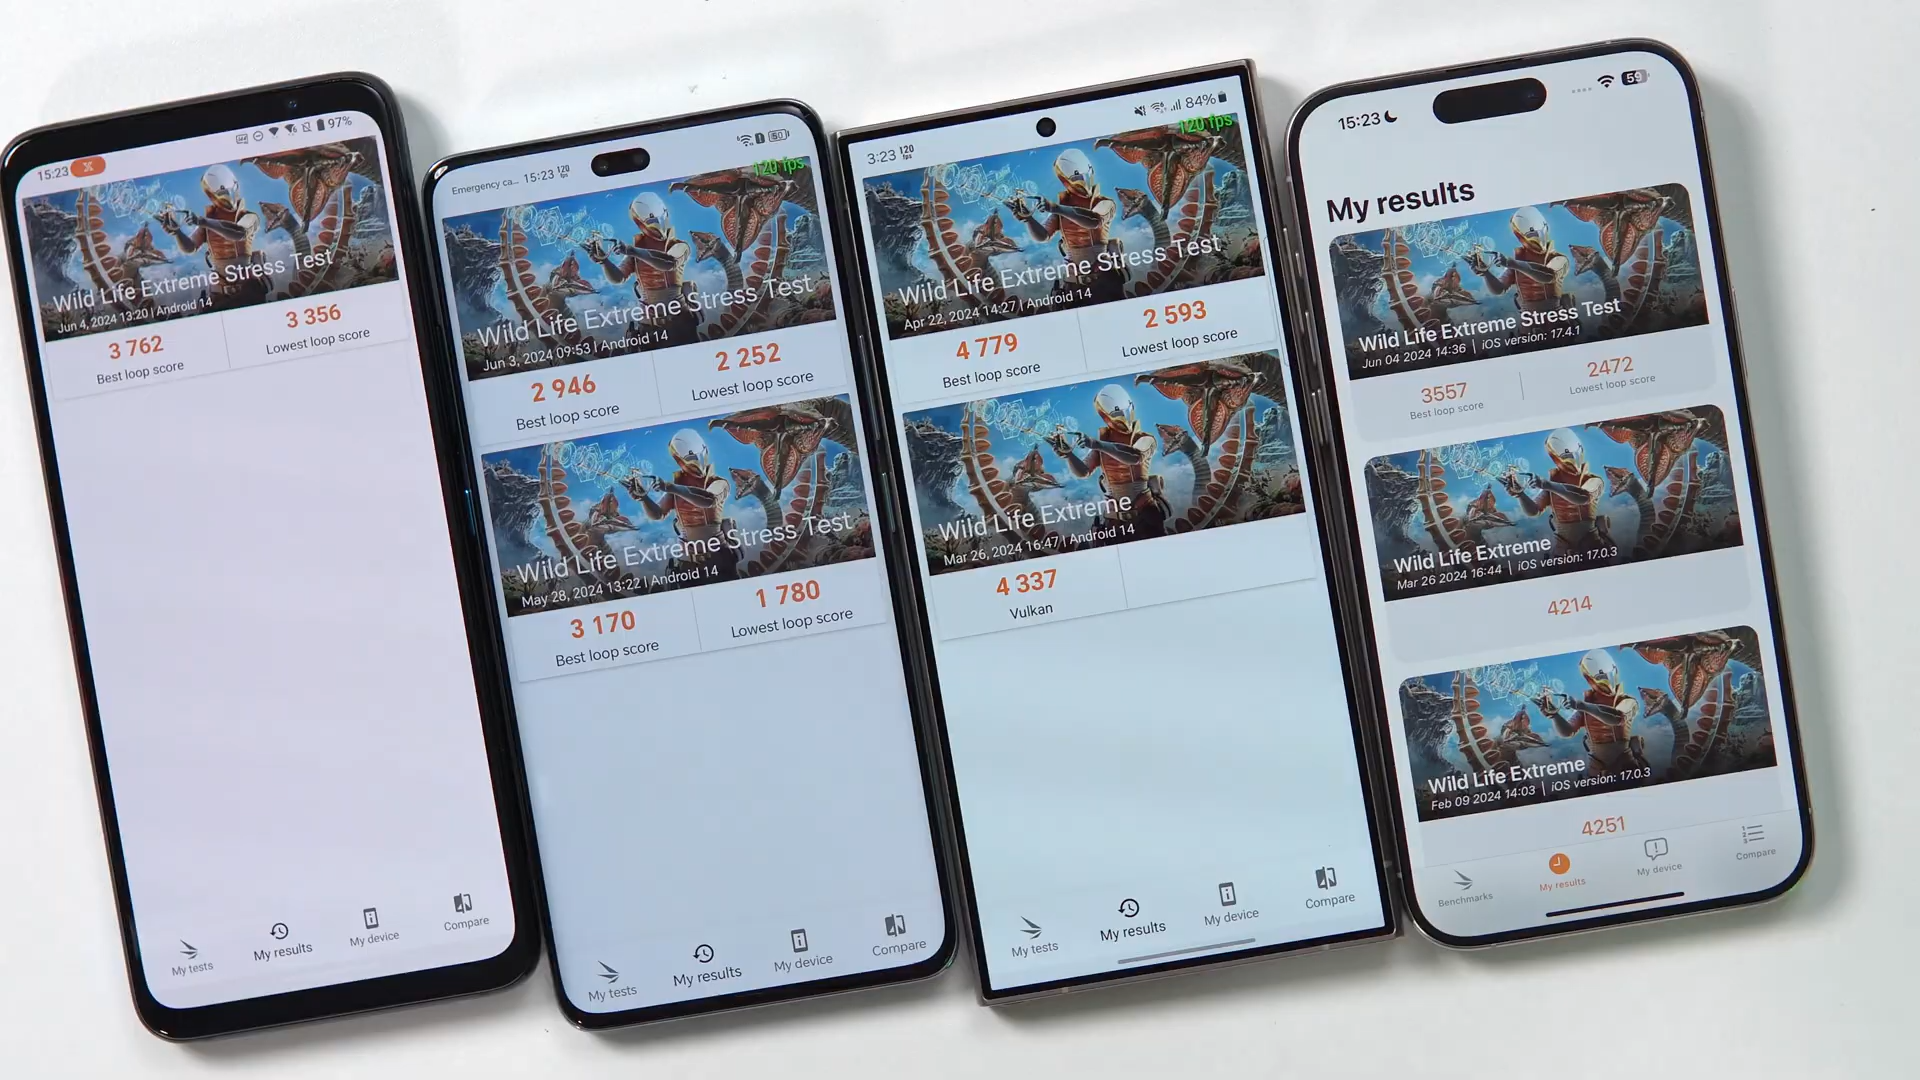 15:23
97%
Wild Life Extreme Stress Test
Jun 4, 2024 13:20 | Android 14
3 762
Best loop score
3 356
Lowest loop score
My tests
My results
My device
Compare
Emergency ca... 15:23 120 fps
50
120 fps
Wild Life Extreme Stress Test
Jun 3, 2024 09:53 | Android 14
2 946
Best loop score
2 252
Lowest loop score
Wild Life Extreme Stress Test
May 28, 2024 13:22 | Android 14
3 170
Best loop score
1 780
Lowest loop score
My tests
My results
My device
Compare
3:23 120 fps
84%
120 fps
Wild Life Extreme Stress Test
Apr 22, 2024 14:27 | Android 14
4 779
Best loop score
2 593
Lowest loop score
Wild Life Extreme
Mar 26, 2024 16:47 | Android 14
4 337
Vulkan
My tests
My results
My device
Compare
15:23
59
My results
Wild Life Extreme Stress Test
Jun 04 2024 14:36 | iOS version: 17.4.1
3557
Best loop score
2472
Lowest loop score
Wild Life Extreme
Mar 26 2024 16:44 | iOS version: 17.0.3
4214
Wild Life Extreme
Feb 09 2024 14:03 | iOS version: 17.0.3
4251
Benchmarks
My results
My device
Compare